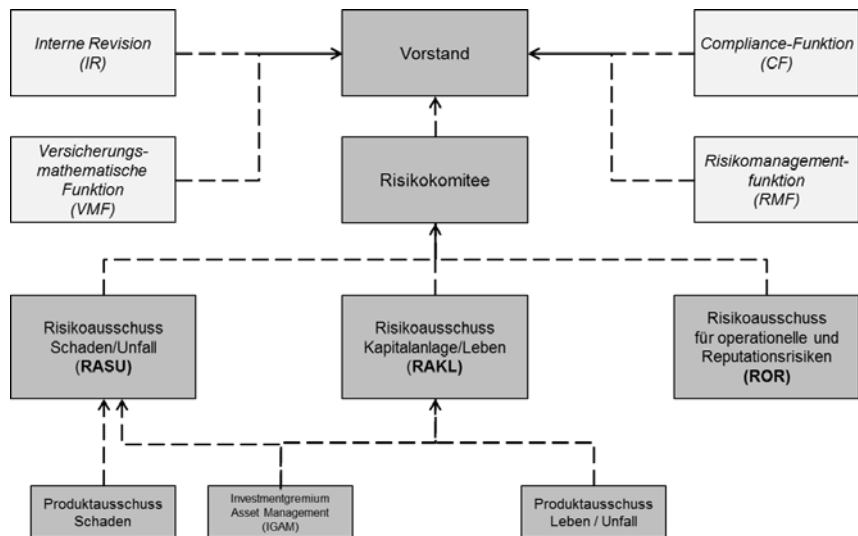 Interne Revision
(IR)
Vorstand
Compliance-Funktion
(CF)
Versicherungs-
mathematische
Funktion
(VMF)
Risikokomitee
Risikomanagement-
funktion
(RMF)
Risikoausschuss
Schaden/Unfall
(RASU)
Risikoausschuss
Kapitalanlage/Leben
(RAKL)
Risikoausschuss
für operationelle und
Reputationsrisiken
(ROR)
Produktausschuss
Schaden
Investmentgremium
Asset Management
(IGAM)
Produktausschuss
Leben / Unfall